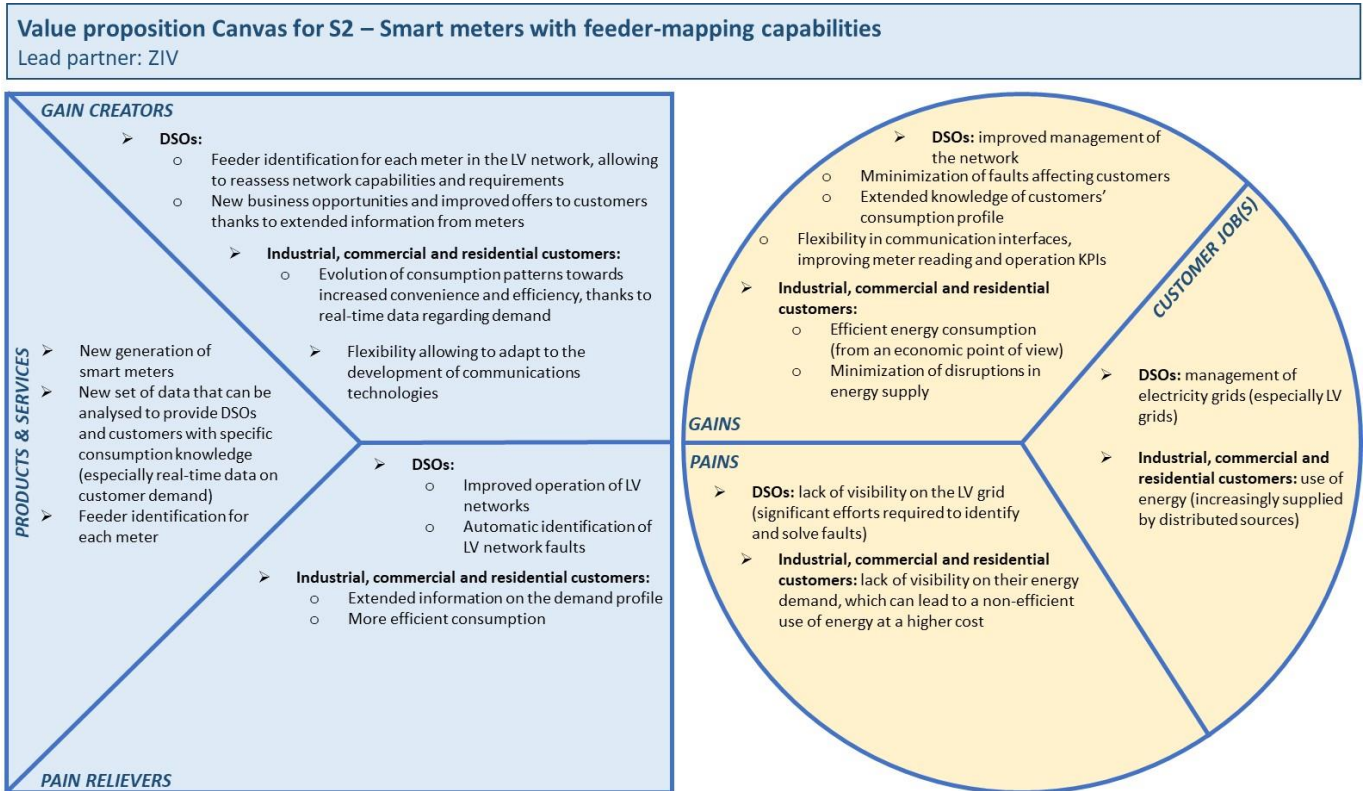 Value proposition Canvas for S2 – Smart meters with feeder-mapping capabilities
Lead partner: ZIV
GAIN CREATORS
➢ DSOs:
o Feeder identification for each meter in the LV network, allowing
to reassess network capabilities and requirements
o New business opportunities and improved offers to customers
thanks to extended information from meters
➢ Industrial, commercial and residential customers:
o Evolution of consumption patterns towards
increased convenience and efficiency, thanks to
real-time data regarding demand
➢ Flexibility allowing to adapt to the
development of communications
technologies
PRODUCTS & SERVICES
➢ New generation of
smart meters
➢ New set of data that can be
analysed to provide DSOs
and customers with specific
consumption knowledge
(especially real-time data on
customer demand)
➢ Feeder identification for
each meter
➢ DSOs:
o Improved operation of LV
networks
o Automatic identification of
LV network faults
➢ Industrial, commercial and residential customers:
o Extended information on the demand profile
o More efficient consumption
PAIN RELIEVERS
➢ DSOs: improved management of
the network
o Mminimization of faults affecting customers
o Extended knowledge of customers’
consumption profile
o Flexibility in communication interfaces,
improving meter reading and operation KPIs
➢ Industrial, commercial and residential
customers:
o Efficient energy consumption
(from an economic point of view)
o Minimization of disruptions in
energy supply
GAINS
CUSTOMER JOB(S)
➢ DSOs: management of
electricity grids (especially LV
grids)
➢ Industrial, commercial and
residential customers: use of
energy (increasingly supplied
by distributed sources)
PAINS
➢ DSOs: lack of visibility on the LV grid
(significant efforts required to identify
and solve faults)
➢ Industrial, commercial and residential
customers: lack of visibility on their energy
demand, which can lead to a non-efficient
use of energy at a higher cost